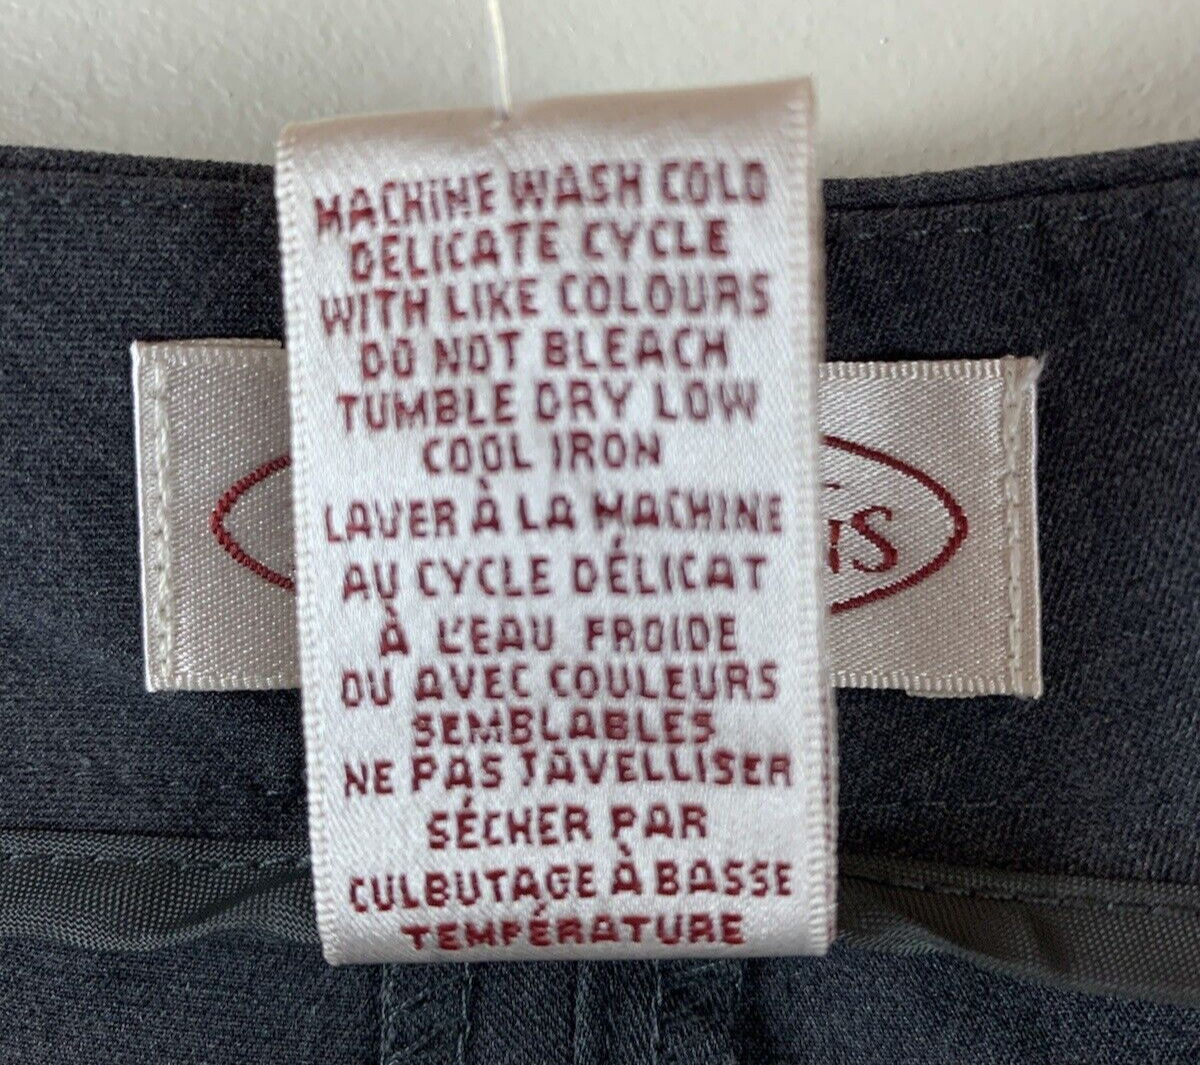 MACHINE WASH COLD
DELICATE CYCLE
WITH LIKE COLOURS
DO NOT BLEACH
TUMBLE DRY LOW
COOL IRON
LAVER À LA MACHINE
AU CYCLE DÉLICAT
À L'EAU FROIDE
OU AVEC COULEURS
SEMBLABLES
NE PAS JAVELLISER
SÉCHER PAR
CULBUTAGE À BASSE
TEMPÉRATURE